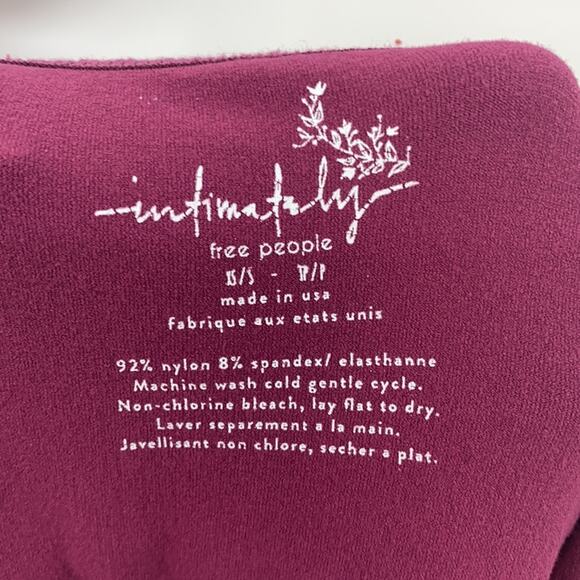 intimately
free people
XS/S - TP/P
made in usa
fabrique aux etats unis
92% nylon 8% spandex/ elasthanne
Machine wash cold gentle cycle.
Non-chlorine bleach, lay flat to dry.
Laver separement a la main.
Javellisant non chlore, secher a plat.